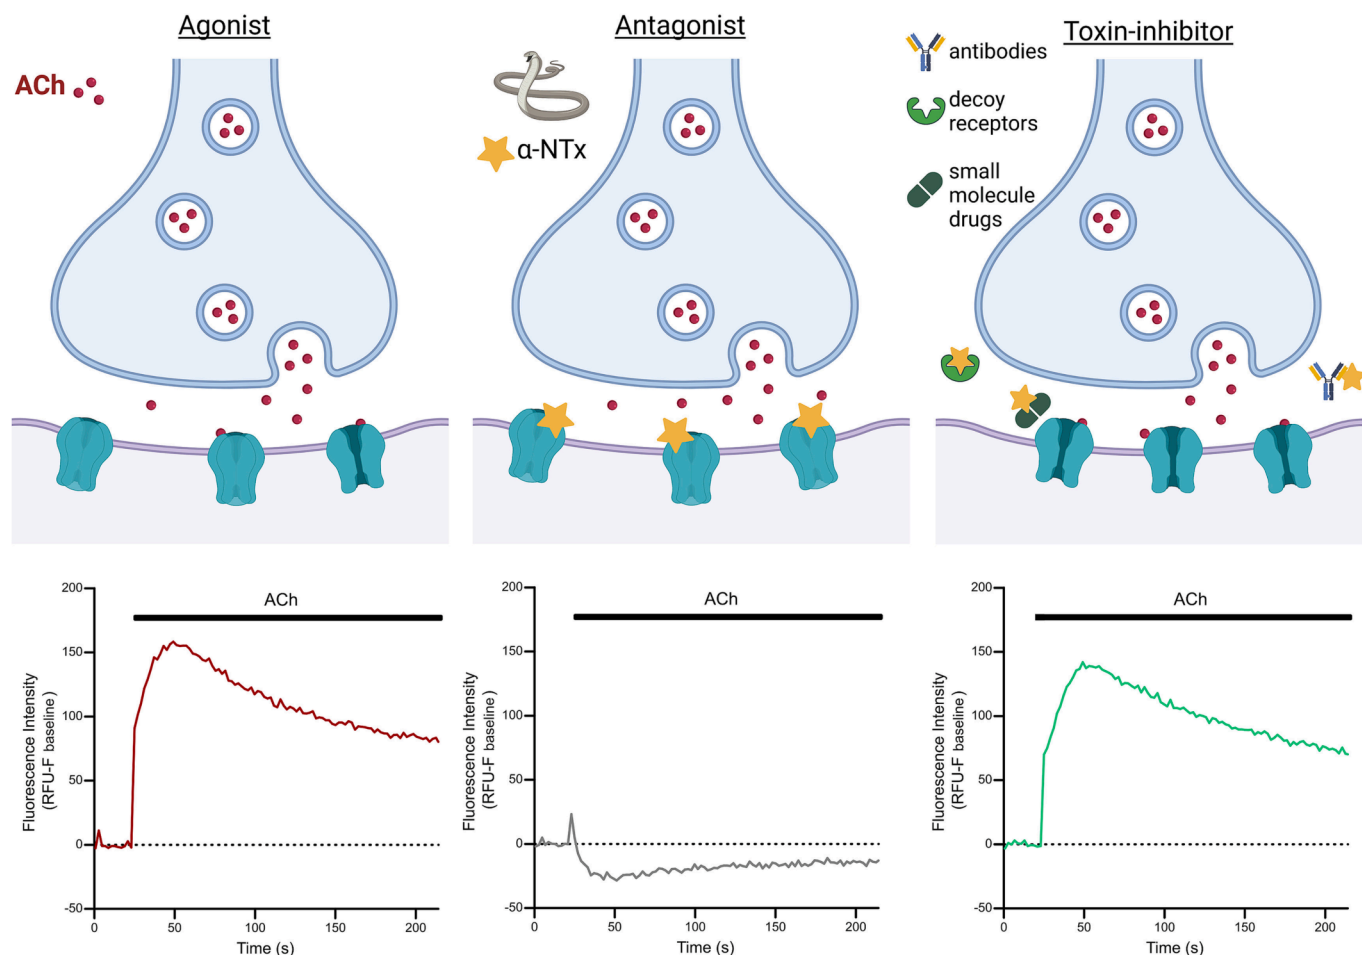 Agonist
ACh
Antagonist
α-NTx
Toxin-inhibitor
antibodies
decoy
receptors
small
molecule
drugs
ACh
200
150
100
50
0
-50
Fluorescence Intensity
(RFU-F baseline)
0
50
100
150
200
Time (s)
ACh
200
150
100
50
0
-50
Fluorescence Intensity
(RFU-F baseline)
0
50
100
150
200
Time (s)
ACh
200
150
100
50
0
-50
Fluorescence Intensity
(RFU-F baseline)
0
50
100
150
200
Time (s)